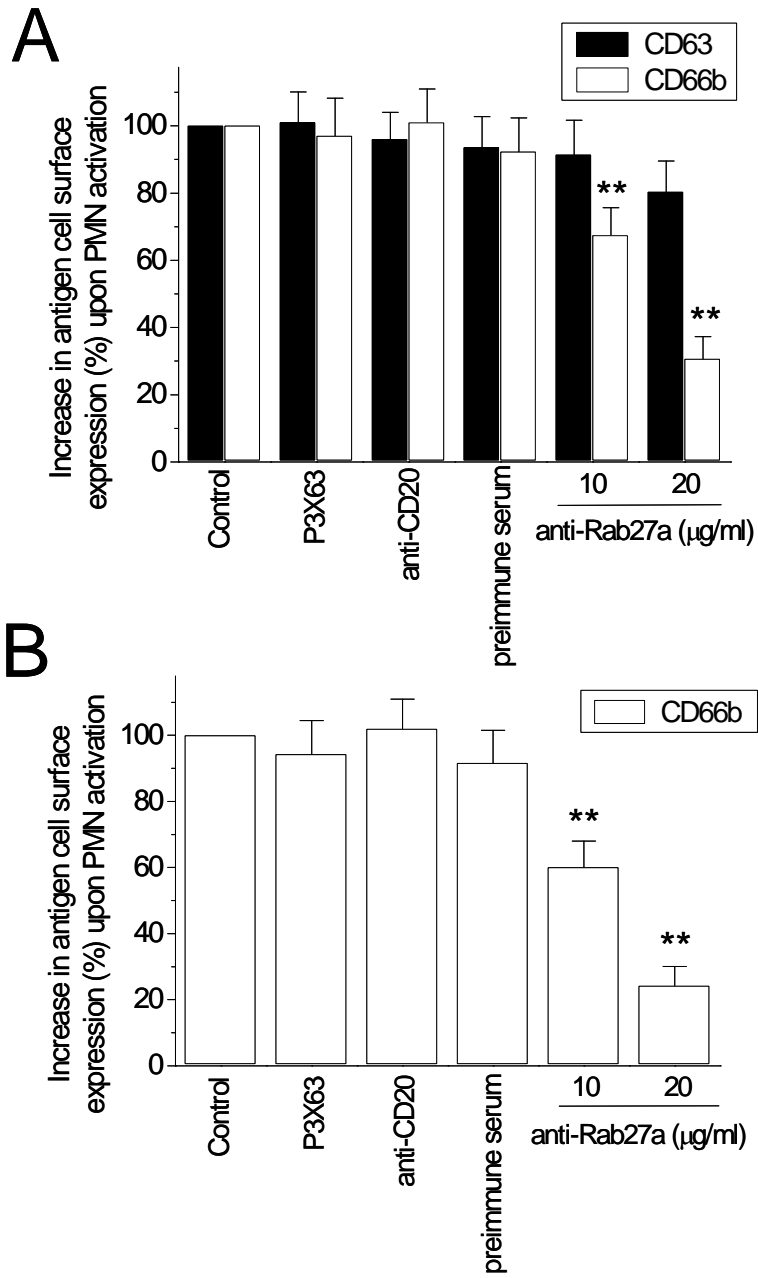 A
CD63
CD66b
Increase in antigen cell surface
expression (%) upon PMN activation
100
80
60
40
20
0
**
**
Control
P3X63
anti-CD20
preimmune serum
10
20
anti-Rab27a (μg/ml)
B
CD66b
Increase in antigen cell surface
expression (%) upon PMN activation
100
80
60
40
20
0
**
**
Control
P3X63
anti-CD20
preimmune serum
10
20
anti-Rab27a (μg/ml)